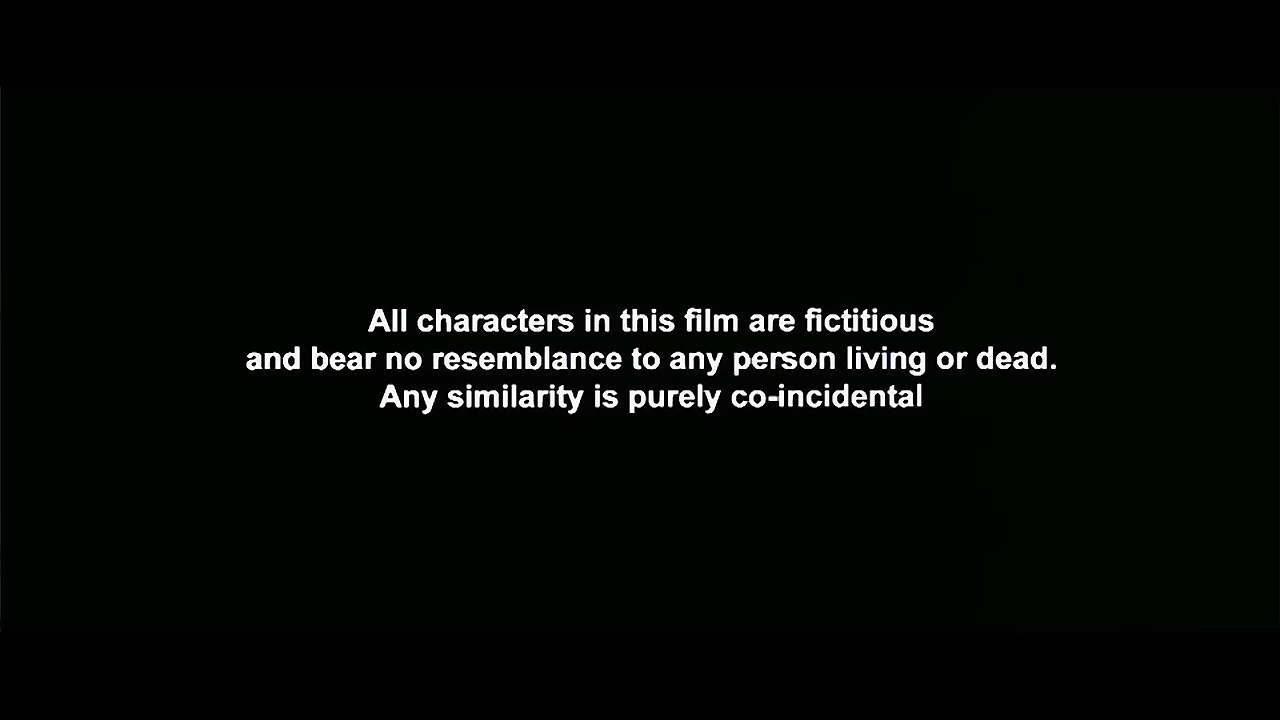 All characters in this film are fictitious
and bear no resemblance to any person living or dead.
Any similarity is purely co-incidental